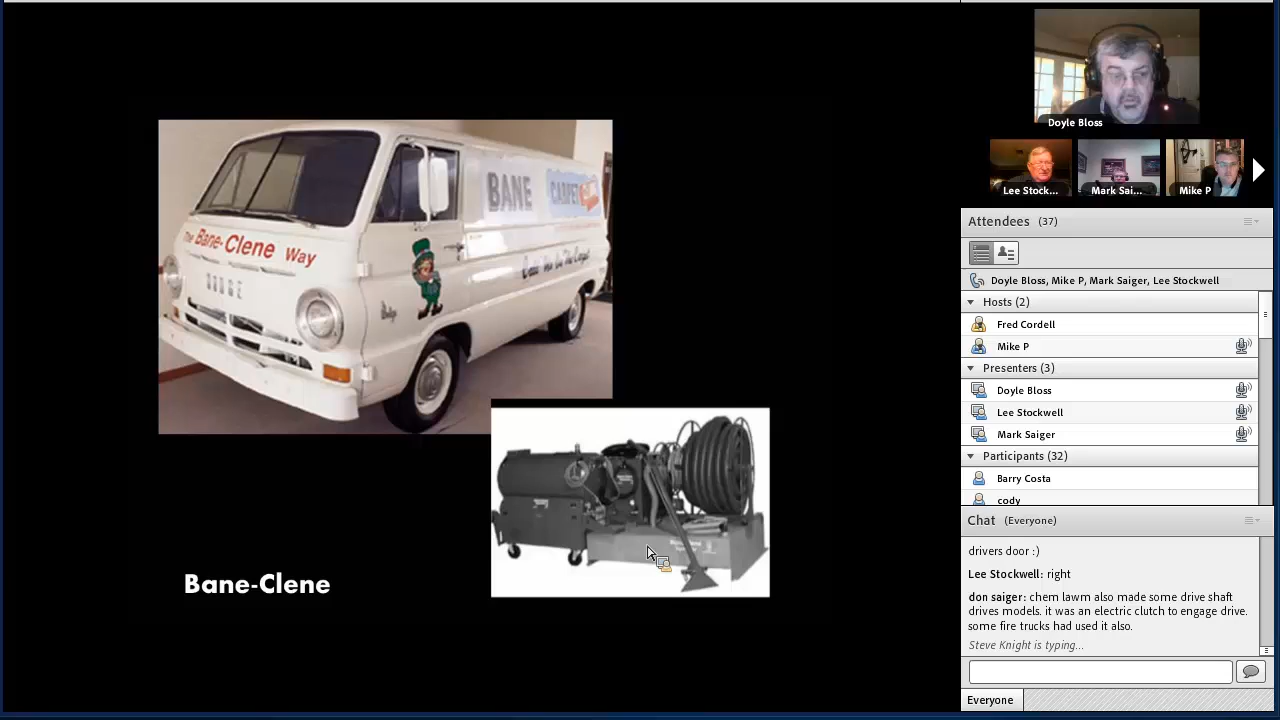 The Bane-Clene Way
DODGE
BANE
CARPET
Dodge
Bane-Clene
Doyle Bloss
Lee Stock...
Mark Sai...
Mike P
Attendees (37)
Doyle Bloss, Mike P, Mark Saiger, Lee Stockwell
Hosts (2)
Fred Cordell
Mike P
Presenters (3)
Doyle Bloss
Lee Stockwell
Mark Saiger
Participants (32)
Barry Costa
cody
Chat (Everyone)
drivers door :)
Lee Stockwell: right
don saiger: chem lawm also made some drive shaft
drives models. it was an electric clutch to engage drive.
some fire trucks had used it also.
Steve Knight is typing...
Everyone